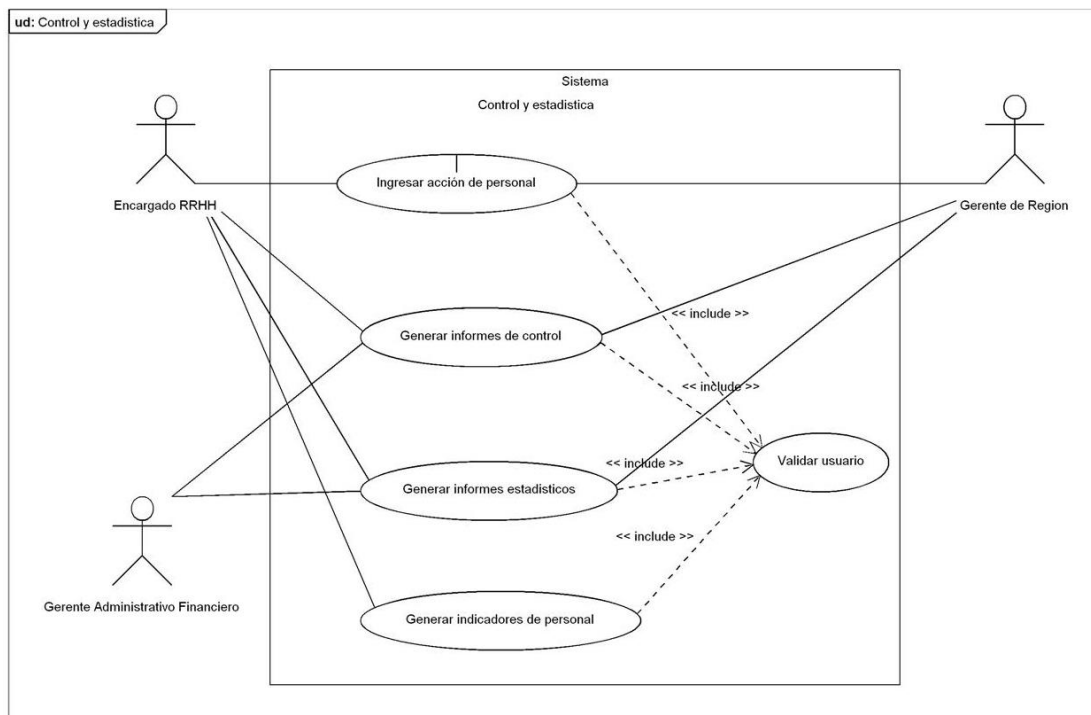 ud: Control y estadistica
Sistema
Control y estadistica
Ingresar acción de personal
Encargado RRHH
Gerente de Region
<< include >>
Generar informes de control
<< include >>
Validar usuario
<< include >>
Generar informes estadisticos
<< include >>
Gerente Administrativo Financiero
Generar indicadores de personal